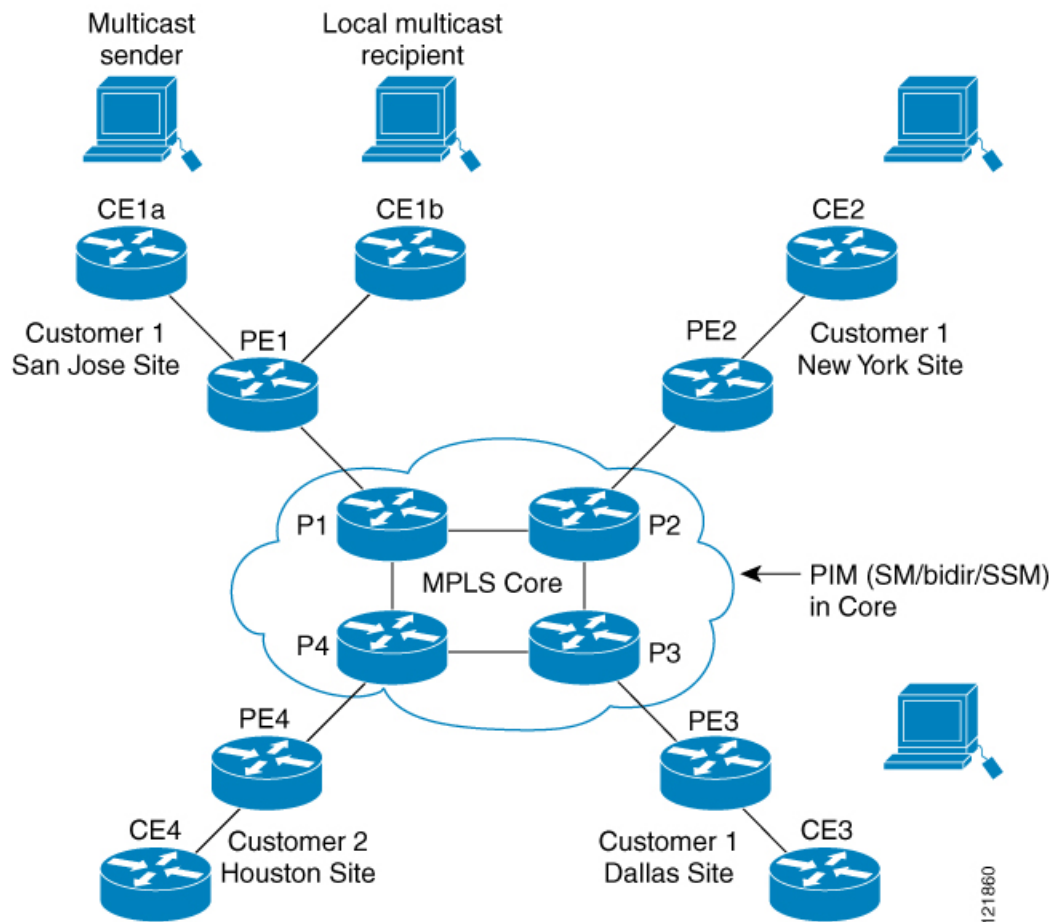 Multicast
sender
Local multicast
recipient
CE1a
CE1b
CE2
Customer 1
San Jose Site
PE1
PE2
Customer 1
New York Site
P1
P2
MPLS Core
PIM (SM/bidir/SSM)
in Core
P4
P3
PE4
PE3
CE4
Customer 2
Houston Site
Customer 1
Dallas Site
CE3
121860